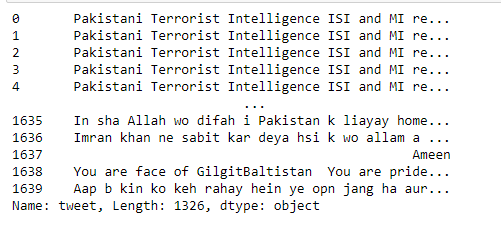 0 Pakistani Terrorist Intelligence ISI and MI re...
1 Pakistani Terrorist Intelligence ISI and MI re...
2 Pakistani Terrorist Intelligence ISI and MI re...
3 Pakistani Terrorist Intelligence ISI and MI re...
4 Pakistani Terrorist Intelligence ISI and MI re...
...
1635 In sha Allah wo difah i Pakistan k liayay home...
1636 Imran khan ne sabit kar deya hsi k wo allam a ...
1637 Ameen
1638 You are face of GilgitBaltistan You are pride...
1639 Aap b kin ko keh rahay hein ye opn jang ha aur...
Name: tweet, Length: 1326, dtype: object